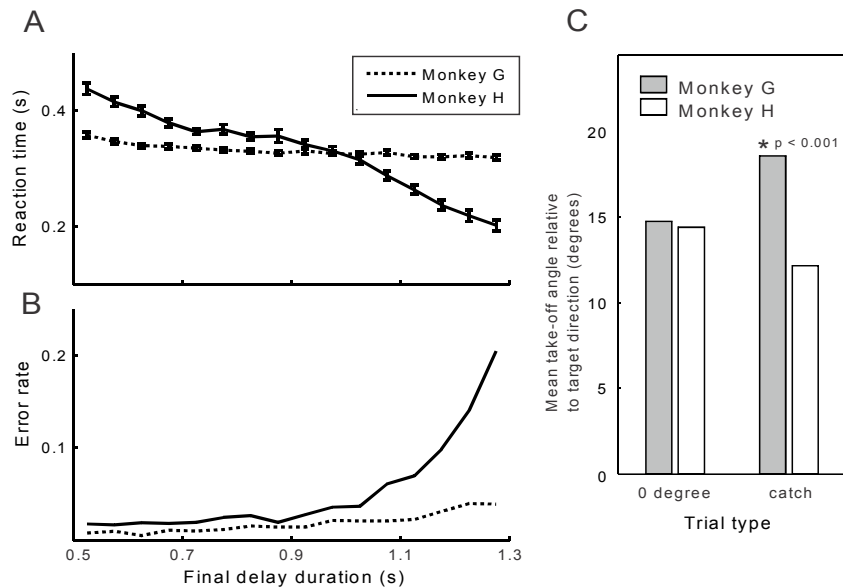 A
0.4
0.2
Reaction time (s)
Monkey G
Monkey H
B
0.2
0.1
Error rate
0.5
0.7
0.9
1.1
1.3
Final delay duration (s)
C
Monkey G
Monkey H
* p < 0.001
20
15
10
5
0
Mean take-off angle relative
to target direction (degrees)
0 degree
catch
Trial type